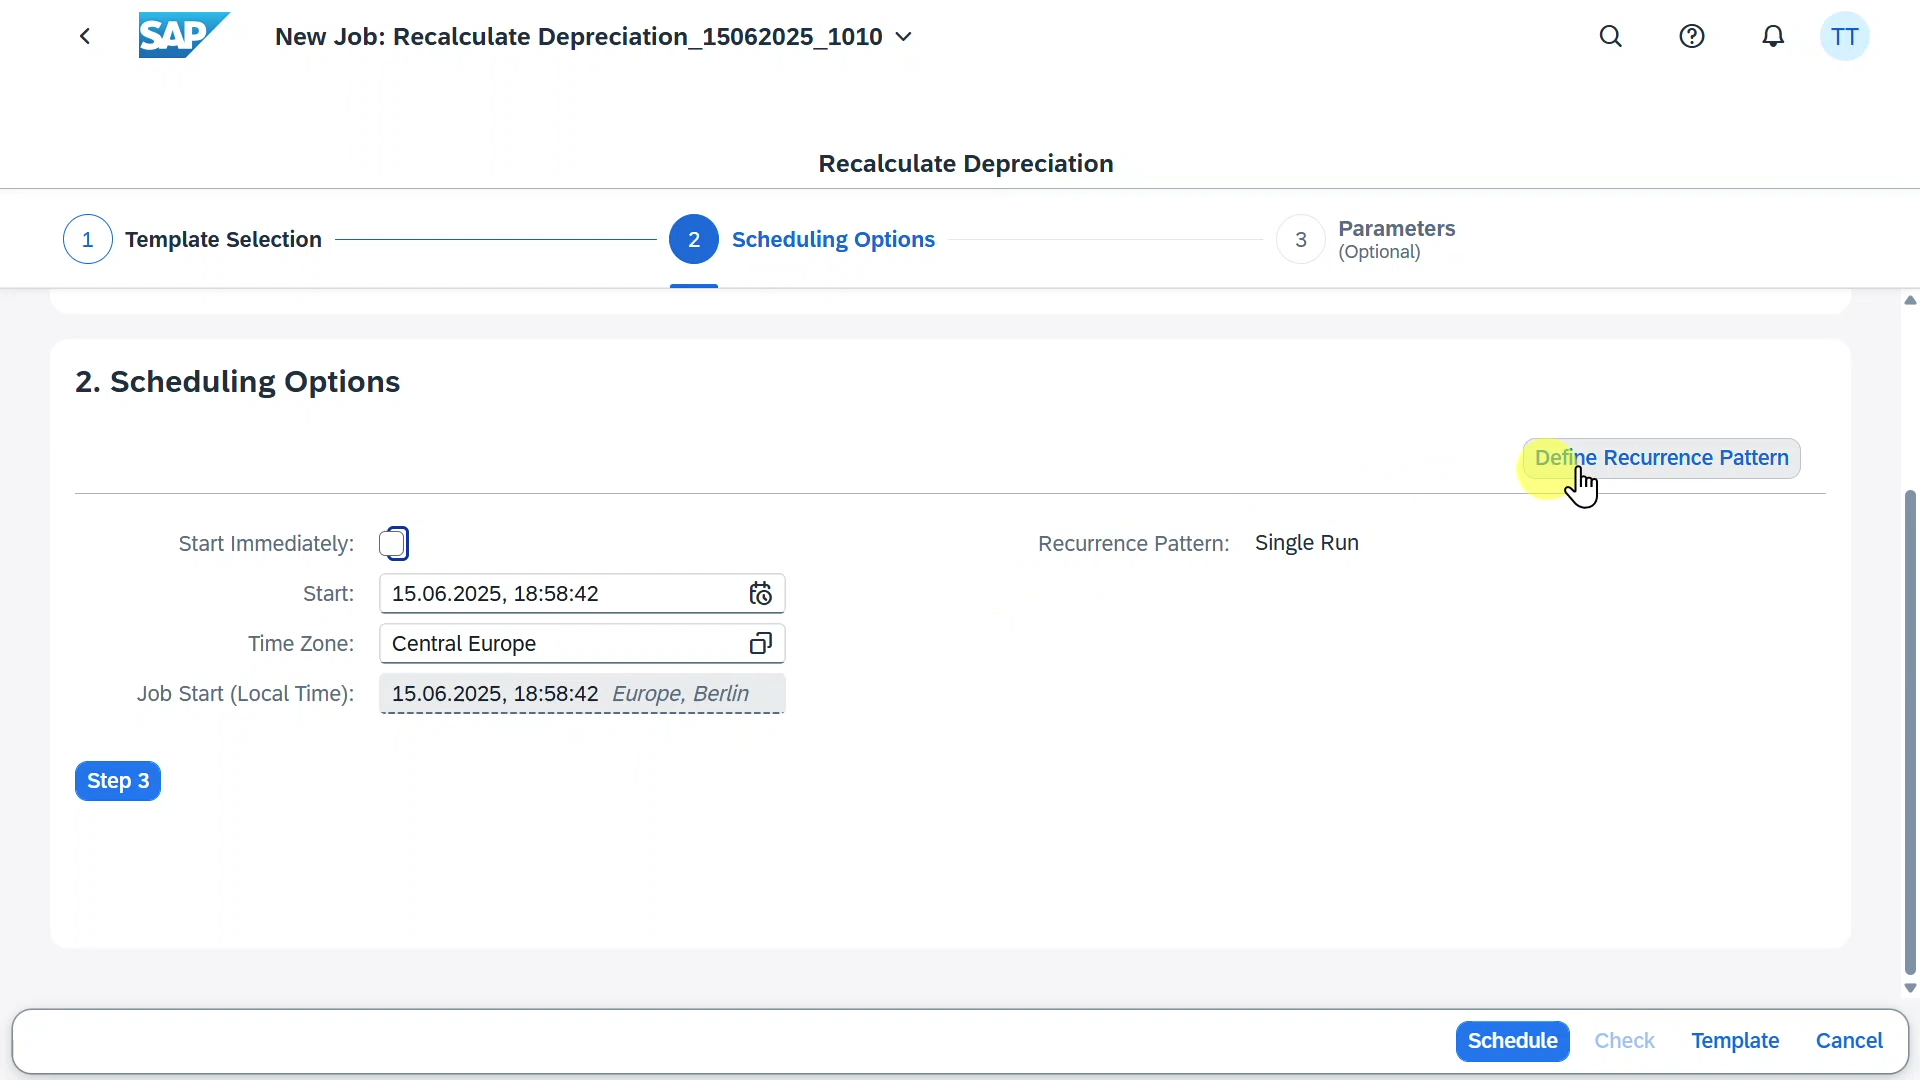 SAP
New Job: Recalculate Depreciation_15062025_1010
TT
Recalculate Depreciation
1 Template Selection
2 Scheduling Options
3 Parameters
(Optional)
2. Scheduling Options
Define Recurrence Pattern
Start Immediately:
Recurrence Pattern: Single Run
Start: 15.06.2025, 18:58:42
Time Zone: Central Europe
Job Start (Local Time): 15.06.2025, 18:58:42 Europe, Berlin
Step 3
Schedule Check Template Cancel